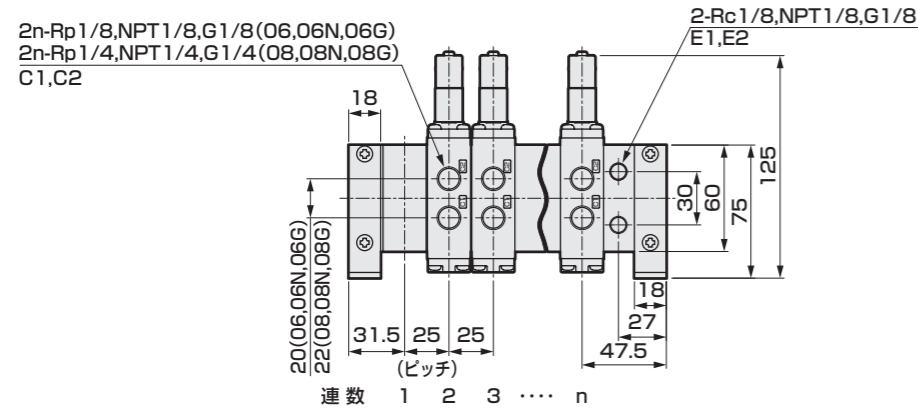 2n-Rp1/8,NPT1/8,G1/8(06,06N,06G)
2n-Rp1/4,NPT1/4,G1/4(08,08N,08G)
C1,C2
2-Rc1/8,NPT1/8,G1/8
E1,E2
18
30
60
75
125
20(06,06N,06G)
22(08,08N,08G)
31.5
25
25
(ピッチ)
18
27
47.5
連数 1 2 3 ‥‥ n